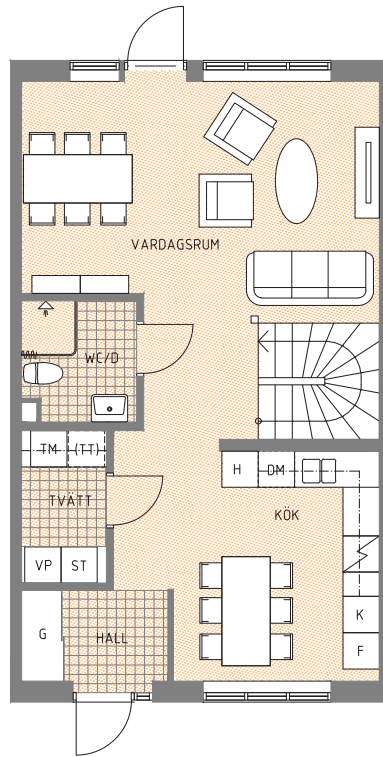 VARDAGSRUM
WC/D
TM (TT)
TVÄTT
VP ST
H DM
KÖK
G
HALL
K
F